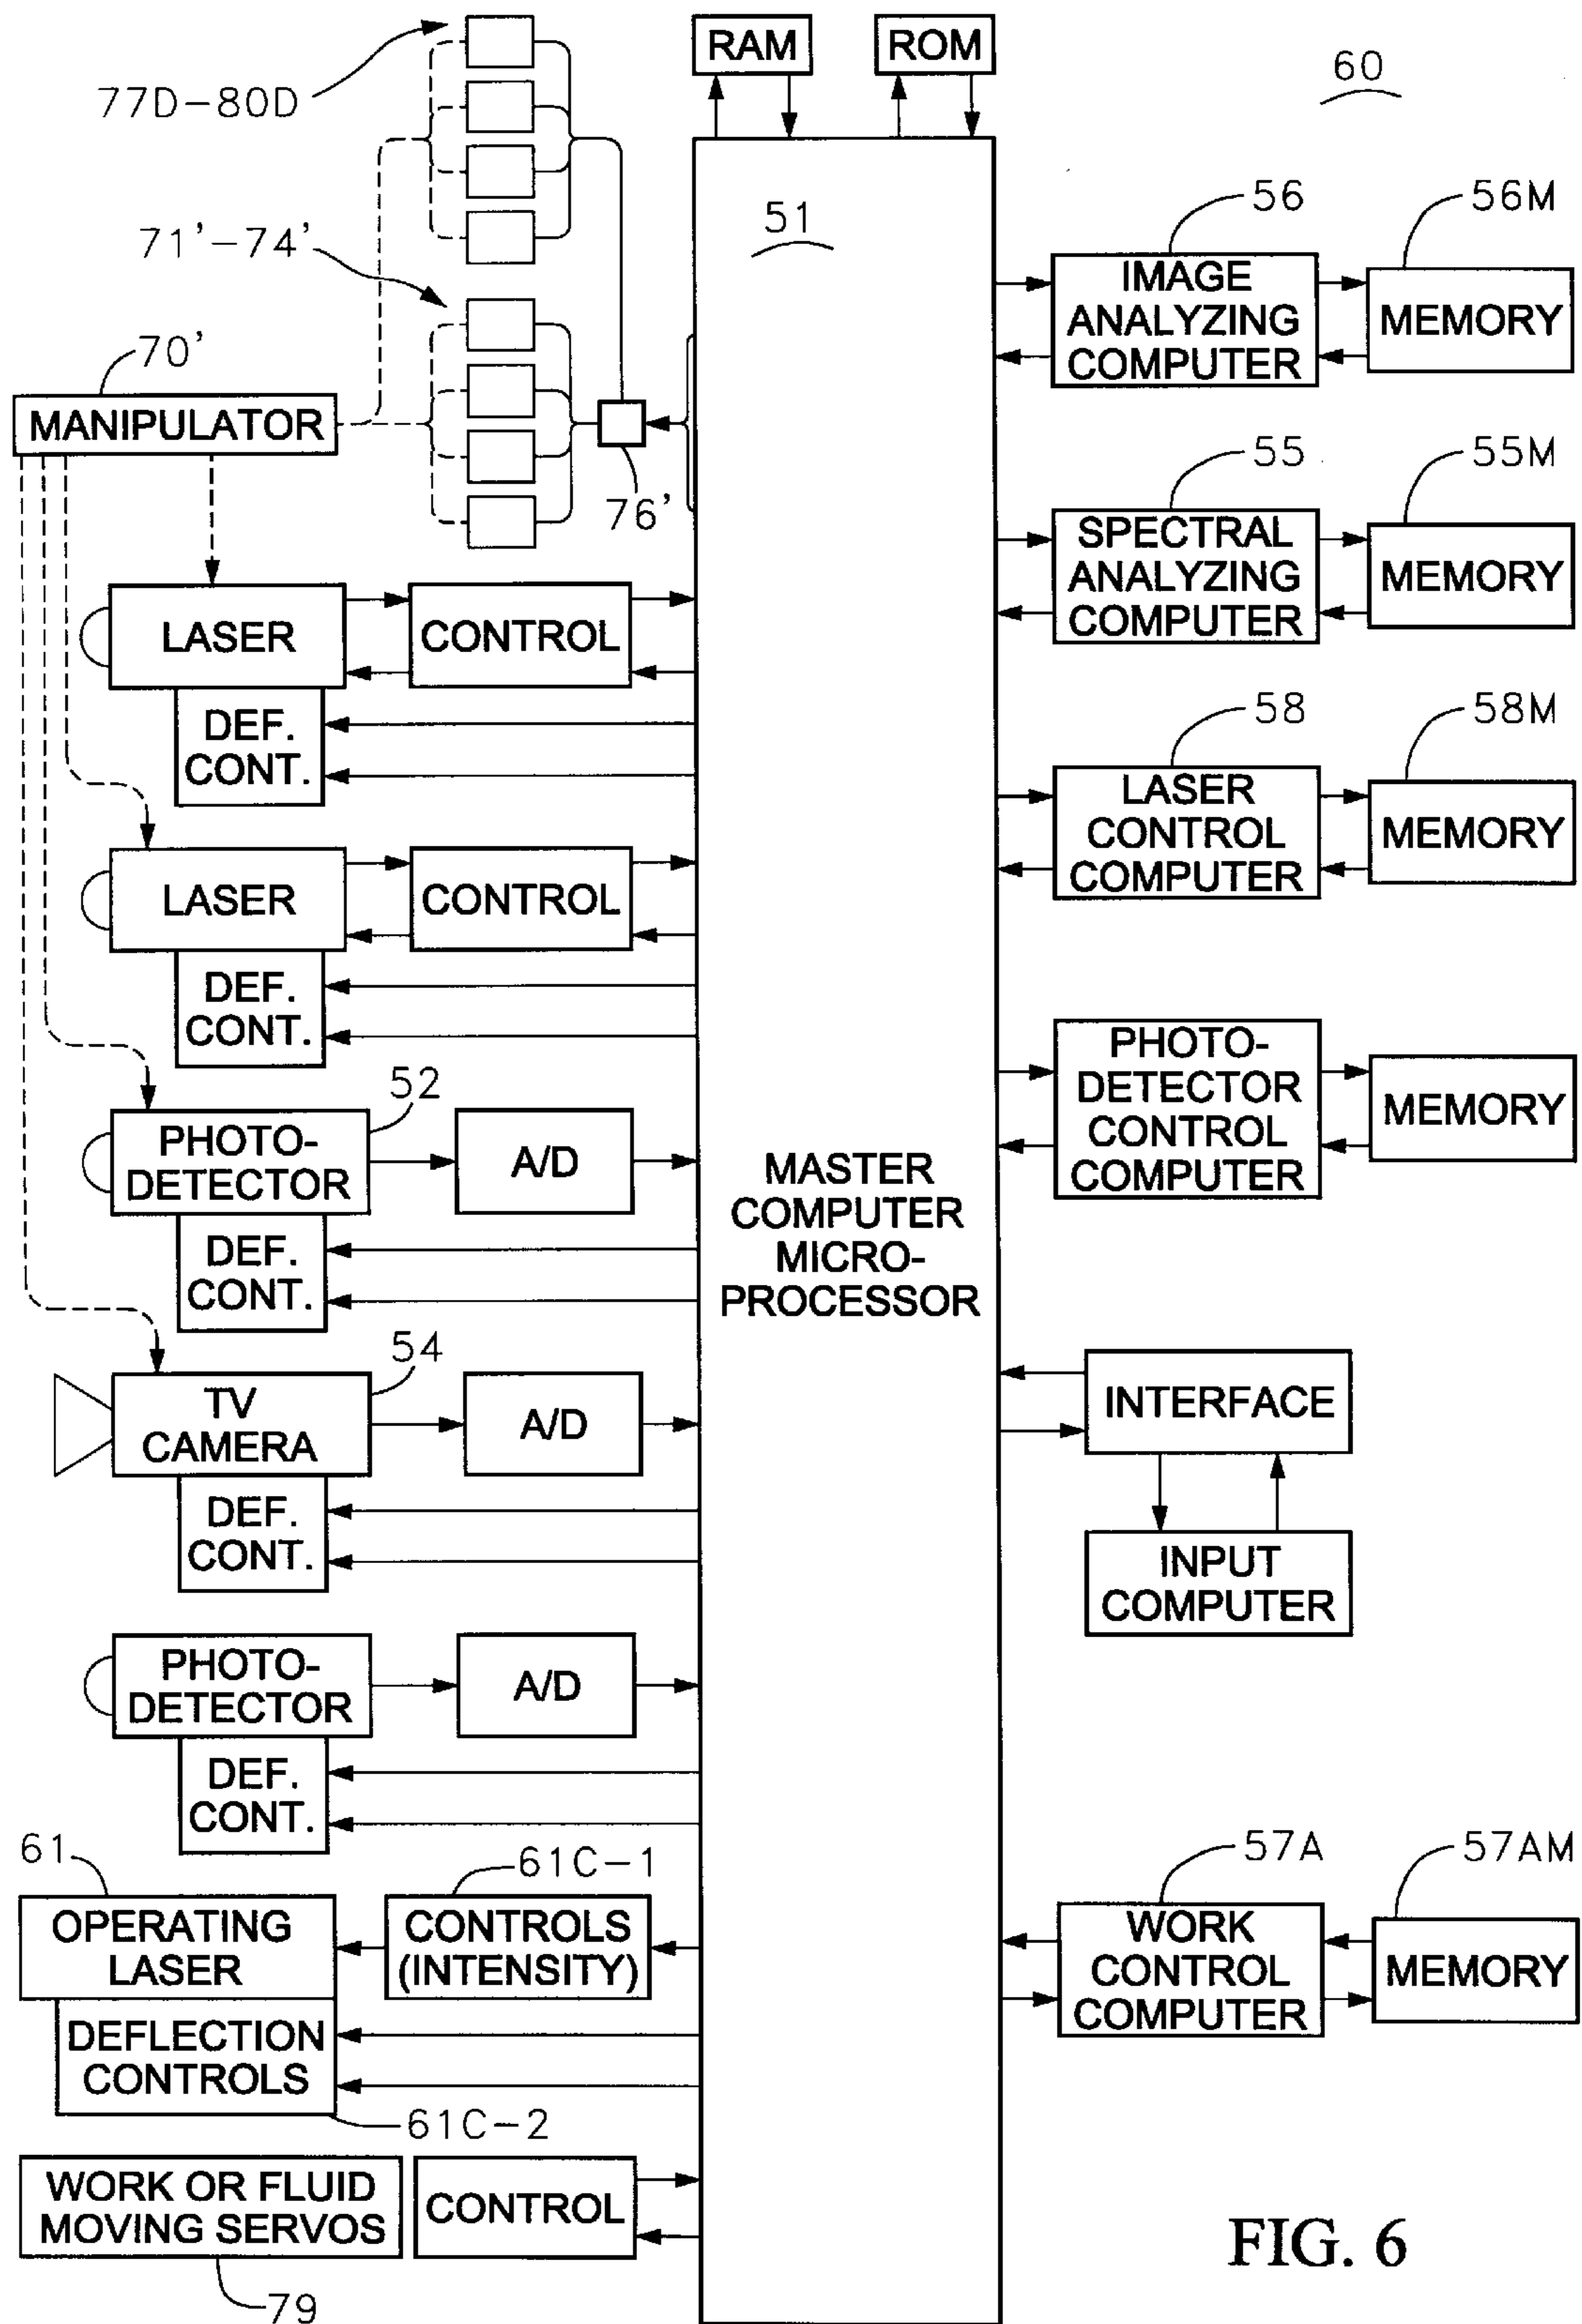 RAM
ROM
60
77D-80D
71'-74'
70'
MANIPULATOR
76'
51
56
56M
IMAGE
ANALYZING
COMPUTER
MEMORY
55
55M
SPECTRAL
ANALYZING
COMPUTER
MEMORY
LASER
CONTROL
DEF.
CONT.
58
58M
LASER
CONTROL
COMPUTER
MEMORY
LASER
CONTROL
DEF.
CONT.
PHOTO-
DETECTOR
CONTROL
COMPUTER
MEMORY
52
PHOTO-
DETECTOR
A/D
DEF.
CONT.
MASTER
COMPUTER
MICRO-
PROCESSOR
54
TV
CAMERA
A/D
DEF.
CONT.
INTERFACE
INPUT
COMPUTER
PHOTO-
DETECTOR
A/D
DEF.
CONT.
61
61C-1
OPERATING
LASER
CONTROLS
(INTENSITY)
DEFLECTION
CONTROLS
61C-2
57A
57AM
WORK
CONTROL
COMPUTER
MEMORY
WORK OR FLUID
MOVING SERVOS
CONTROL
79
FIG. 6